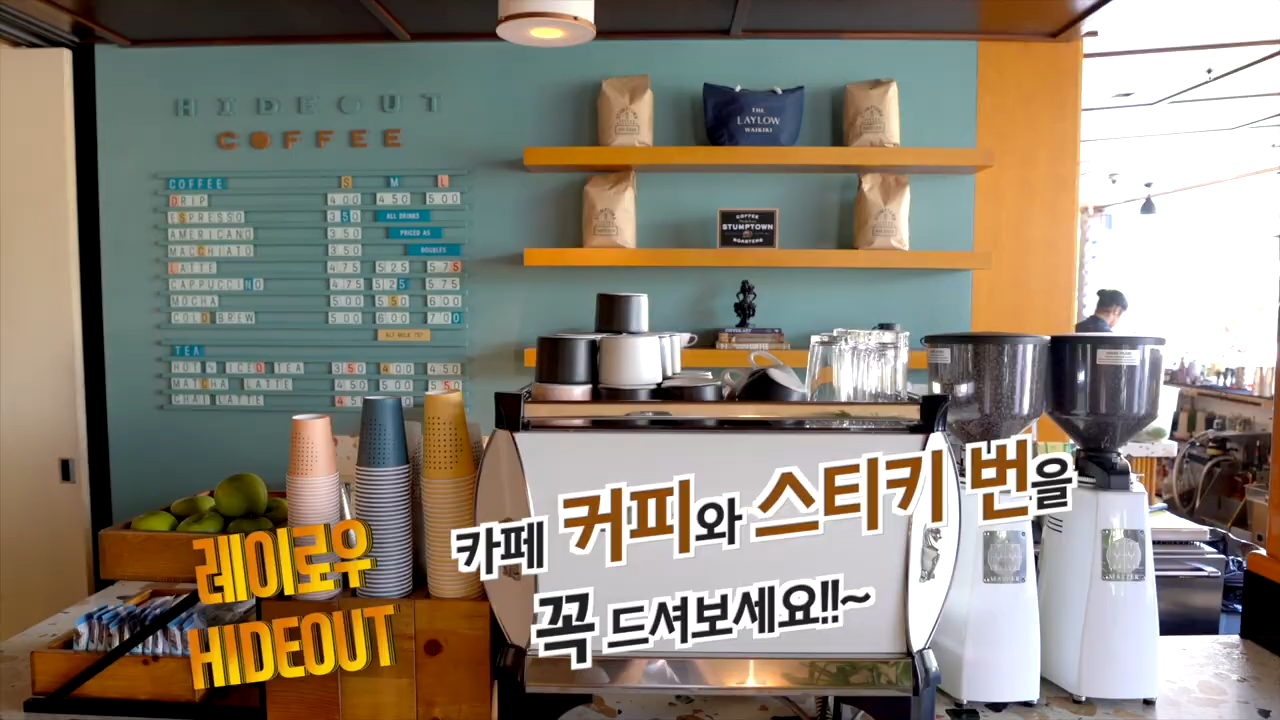 HIDEOUT
COFFEE
COFFEE S M L
DRIP 400 450 500
ESPRESSO 350 ALL DRINKS
AMERICANO 350 PRICED AS
MACCHIATO 350 DOUBLES
LATTE 475 525 575
CAPPUCCINO 475 525 575
MOCHA 500 550 600
COLD BREW 500 600 700
ALT MILK 75¢
TEA
HOT & ICED TEA 350 400 450
MATCHA LATTE 450 500 550
CHAI LATTE 450
THE
LAYLOW
WAIKIKI
COFFEE
STUMPTOWN
ROASTERS
레이로우
HIDEOUT
카페 커피와 스티키 번을
꼭 드셔보세요!!~
MAZZER
MAZZER